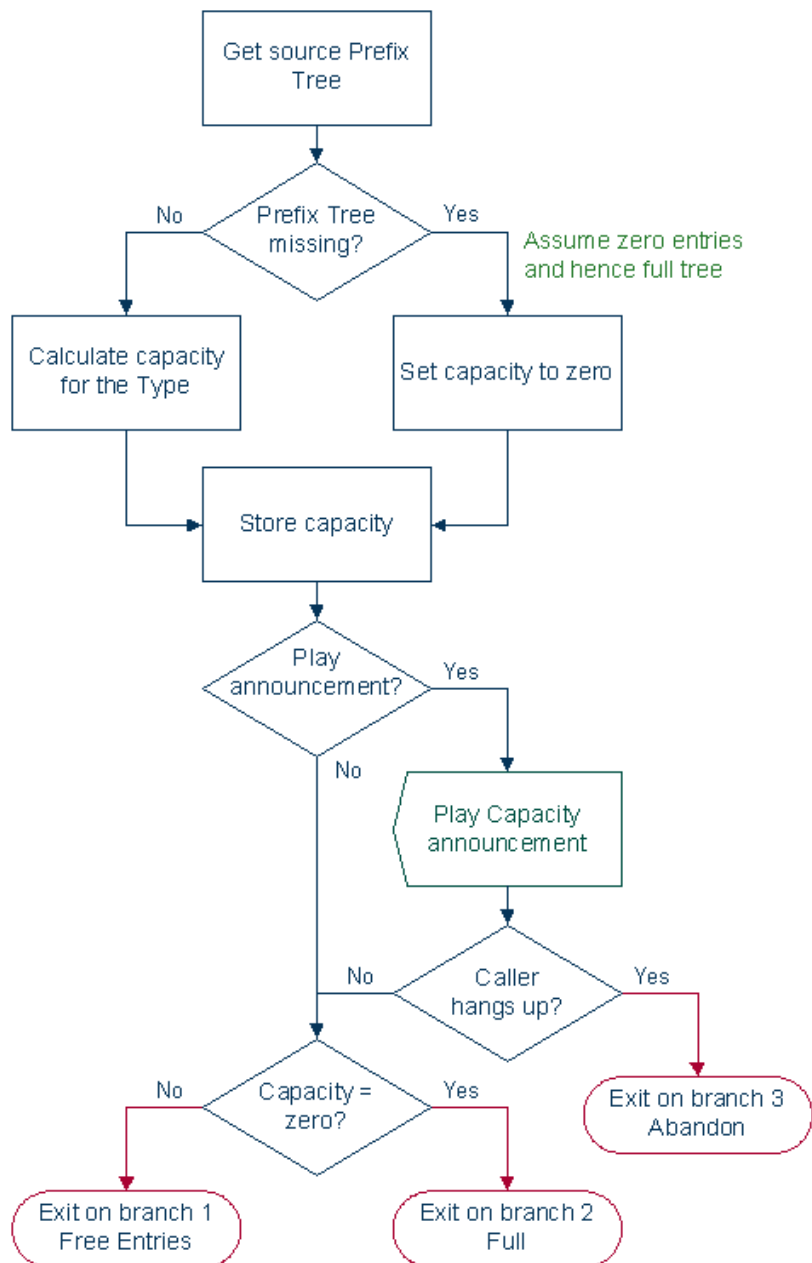 Get source Prefix
Tree
No
Prefix Tree
missing?
Yes
Assume zero entries
and hence full tree
Calculate capacity
for the Type
Set capacity to zero
Store capacity
Play
announcement?
Yes
No
Play Capacity
announcement
No
Caller
hangs up?
Yes
No
Capacity =
zero?
Yes
Exit on branch 3
Abandon
Exit on branch 1
Free Entries
Exit on branch 2
Full